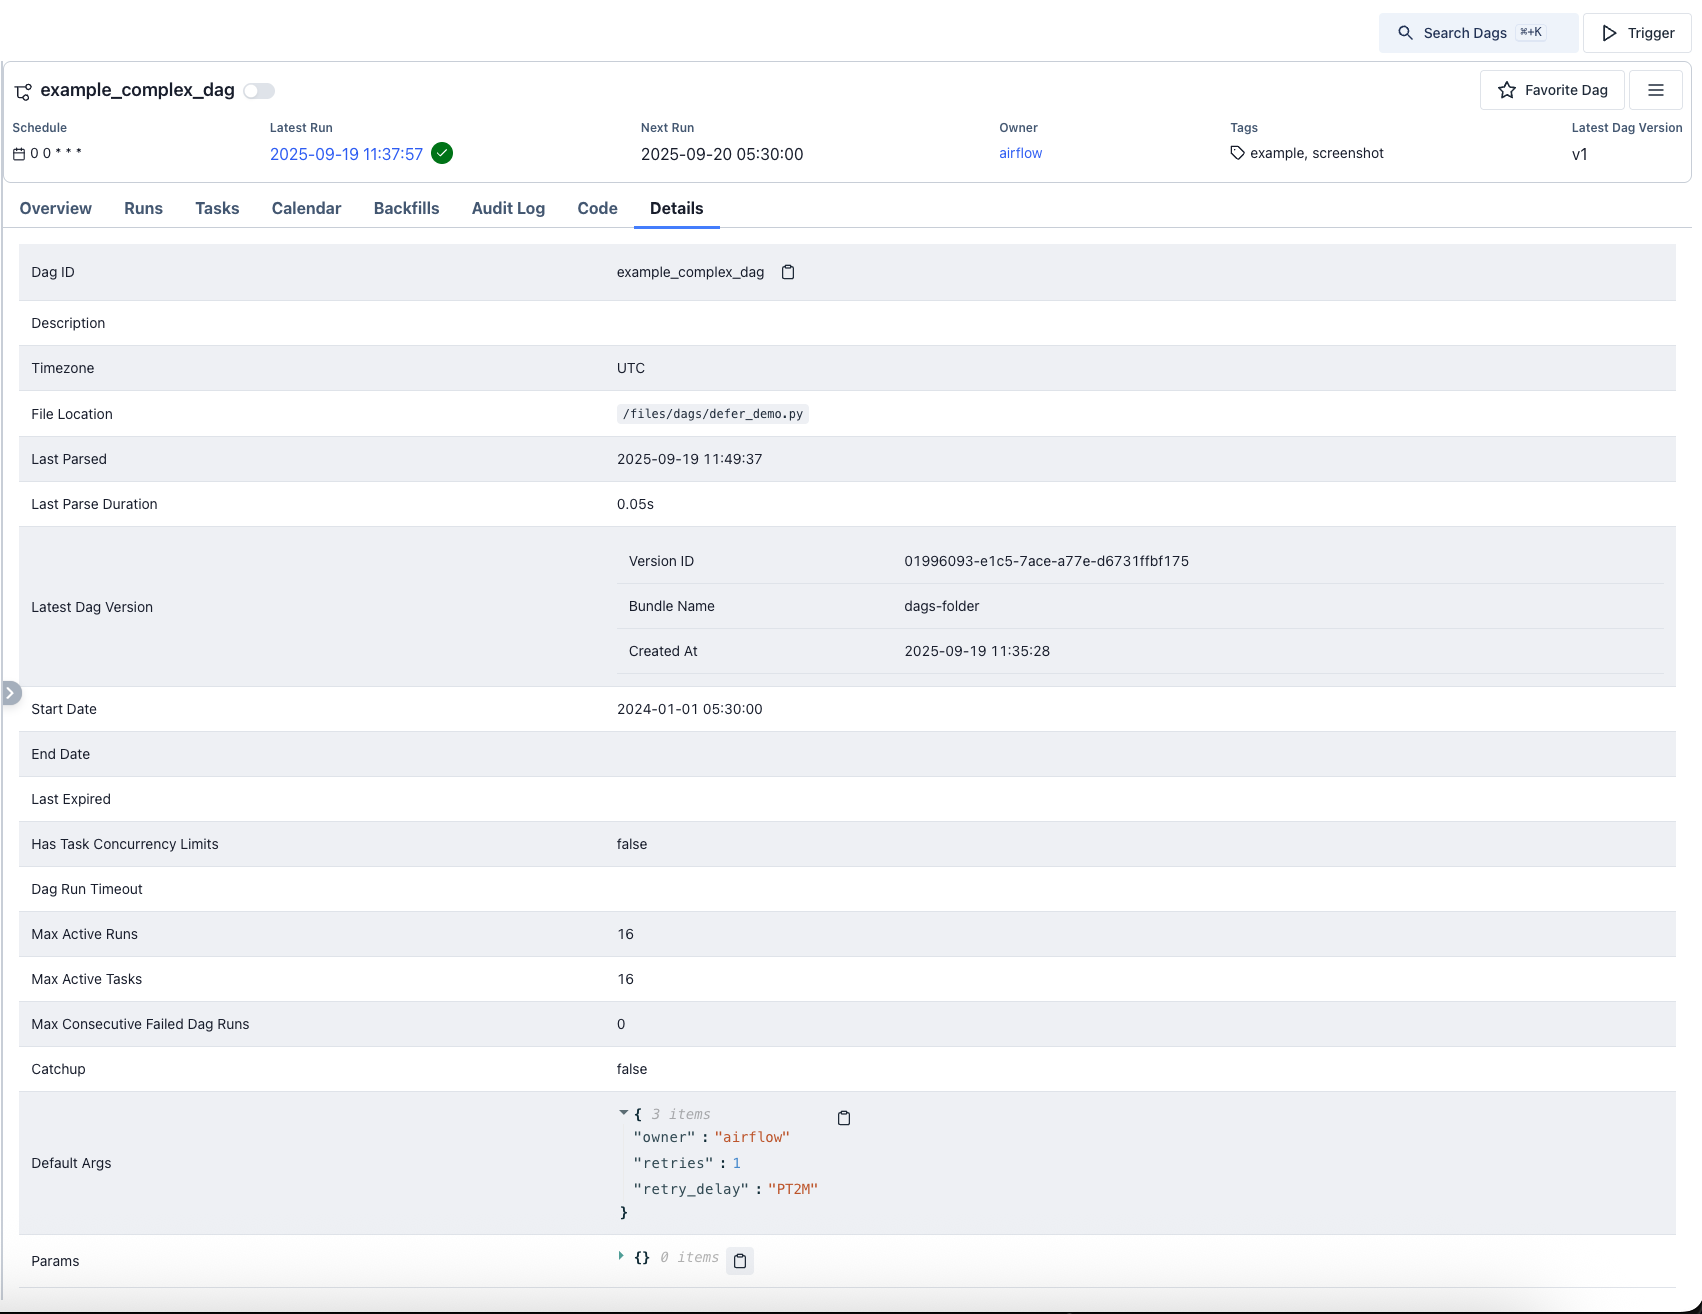 Search Dags ⌘+K
Trigger
example_complex_dag
Favorite Dag
Schedule
0 0 * * *
Latest Run
2025-09-19 11:37:57
Next Run
2025-09-20 05:30:00
Owner
airflow
Tags
example, screenshot
Latest Dag Version
v1
Overview Runs Tasks Calendar Backfills Audit Log Code Details
Dag ID example_complex_dag
Description
Timezone UTC
File Location /files/dags/defer_demo.py
Last Parsed 2025-09-19 11:49:37
Last Parse Duration 0.05s
Latest Dag Version
Version ID 01996093-e1c5-7ace-a77e-d6731ffbf175
Bundle Name dags-folder
Created At 2025-09-19 11:35:28
Start Date 2024-01-01 05:30:00
End Date
Last Expired
Has Task Concurrency Limits false
Dag Run Timeout
Max Active Runs 16
Max Active Tasks 16
Max Consecutive Failed Dag Runs 0
Catchup false
Default Args
{ 3 items
"owner" : "airflow"
"retries" : 1
"retry_delay" : "PT2M"
}
Params {} 0 items